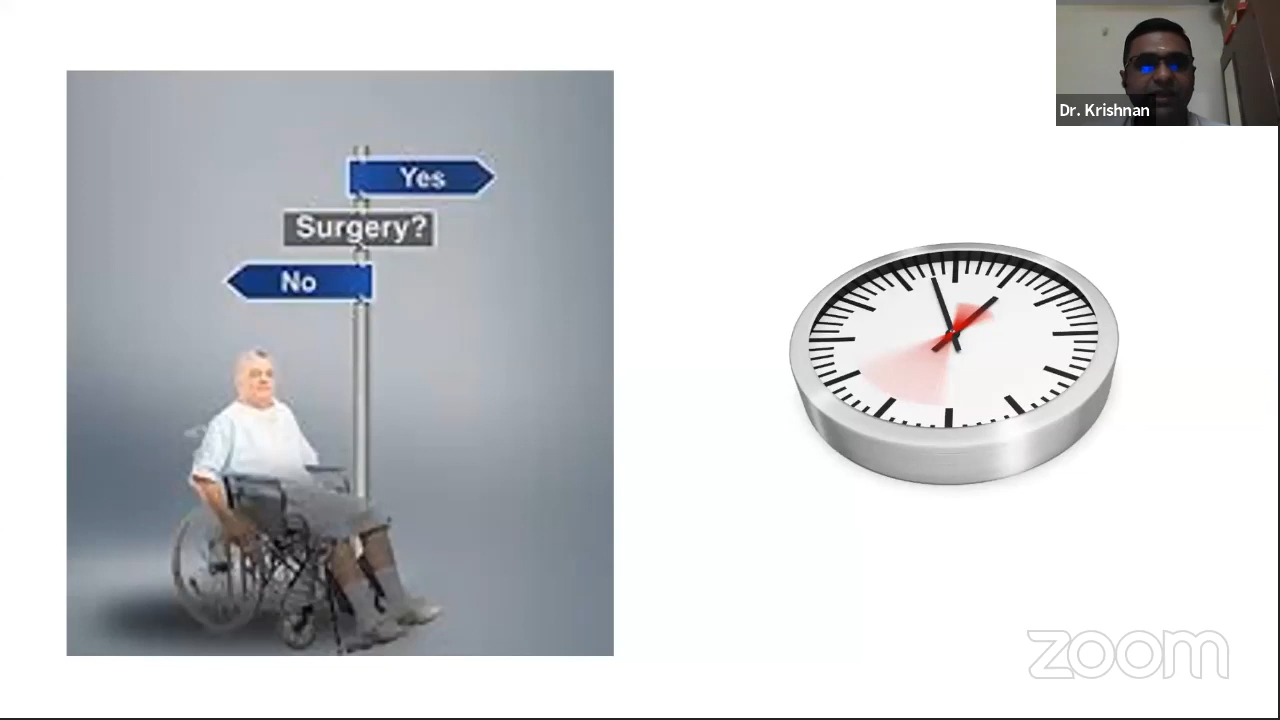 Yes
Surgery?
No
Dr. Krishnan
zoom